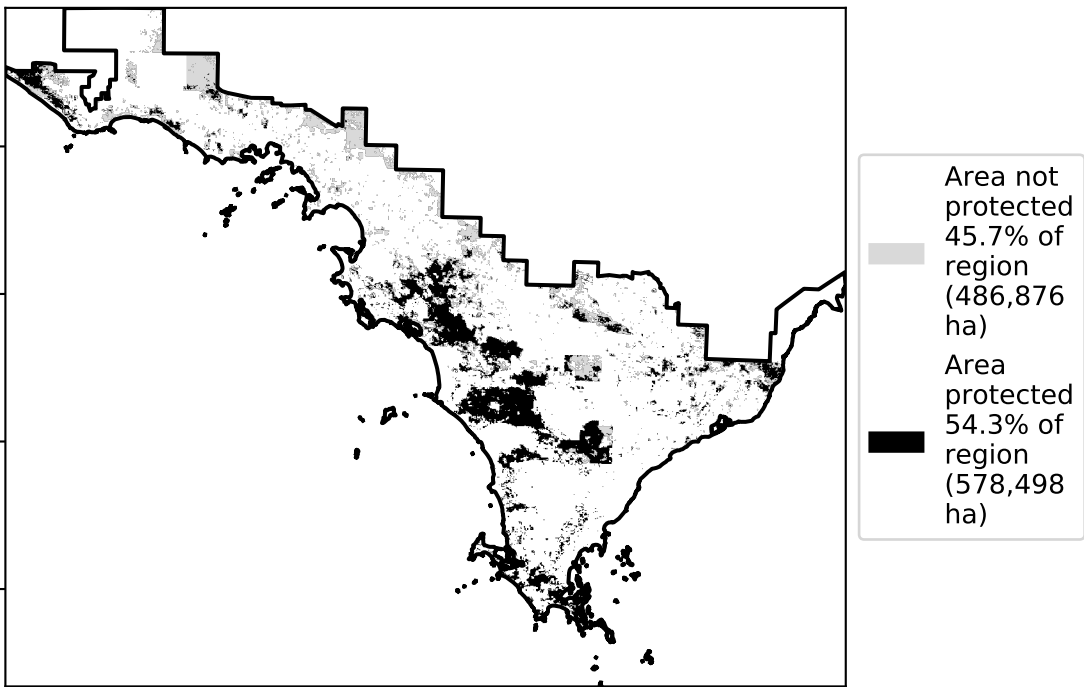 Area not
protected
45.7% of
region
(486,876
ha)
Area
protected
54.3% of
region
(578,498
ha)